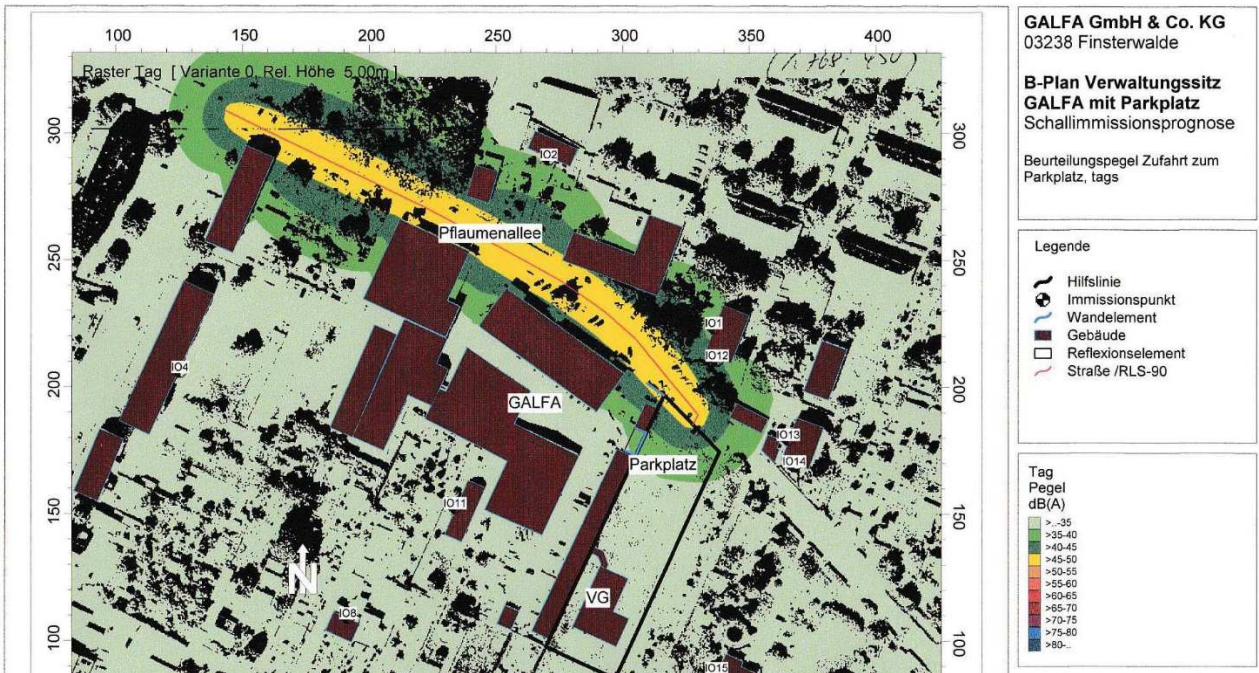 100 150 200 250 300 350 400
Raster Tag [ Variante 0, Rel. Höhe 5.00m ]
300
250
200
150
100
300
250
200
150
100
IO2
Pflaumenallee
IO1
IO12
IO4
GALFA
IO13
IO14
Parkplatz
IO11
N
VG
IO8
IO15
GALFA GmbH & Co. KG
03238 Finsterwalde
B-Plan Verwaltungssitz
GALFA mit Parkplatz
Schallimmissionsprognose
Beurteilungspegel Zufahrt zum
Parkplatz, tags
Legende
Hilfslinie
Immissionspunkt
Wandelement
Gebäude
Reflexionselement
Straße /RLS-90
Tag
Pegel
dB(A)
>..-35
>35-40
>40-45
>45-50
>50-55
>55-60
>60-65
>65-70
>70-75
>75-80
>80-..